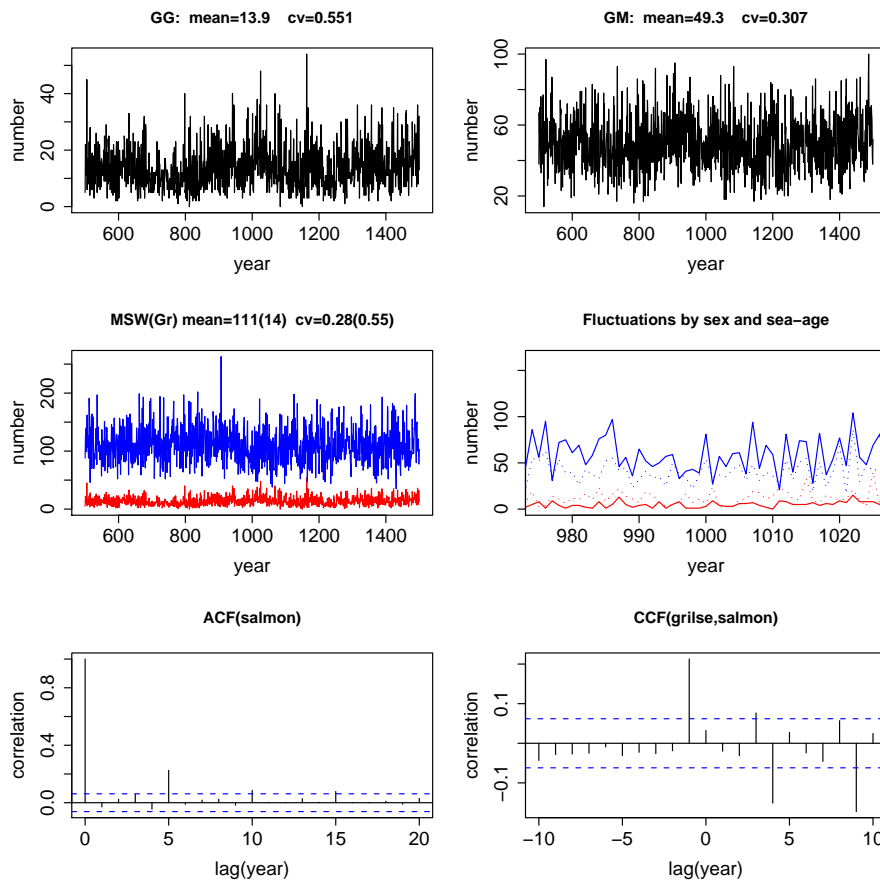 GG: mean=13.9 cv=0.551
number
0 20 40
600 800 1000 1200 1400
year
GM: mean=49.3 cv=0.307
number
20 60 100
600 800 1000 1200 1400
year
MSW(Gr) mean=111(14) cv=0.28(0.55)
number
0 100 200
600 800 1000 1200 1400
year
Fluctuations by sex and sea−age
number
0 50 100
980 990 1000 1010 1020
year
ACF(salmon)
correlation
0.0 0.4 0.8
0 5 10 15 20
lag(year)
CCF(grilse,salmon)
correlation
−0.1 0.1
−10 −5 0 5 10
lag(year)